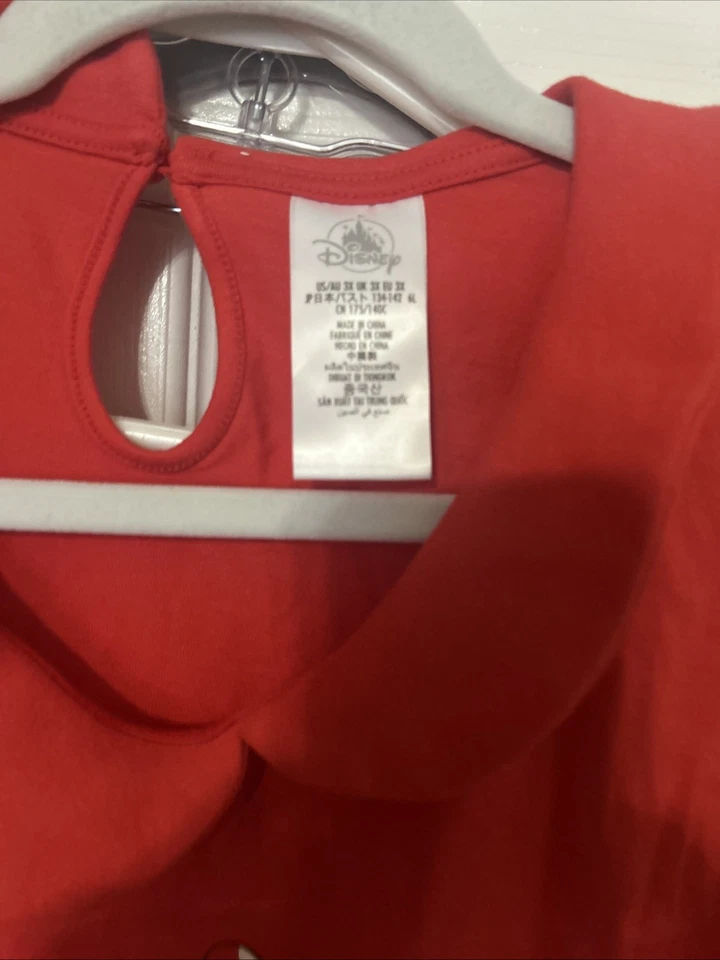 Disney
US/AU 3X UK 3X EU 3X
JP日本バスト 134-142 6L
CN 175/140C
MADE IN CHINA
FABRIQUÉ EN CHINE
HECHO EN CHINA
中國製
ผลิตในประเทศจีน
DIBUAT DI TIONGKOK
중국산
SẢN XUẤT TẠI TRUNG QUỐC
صنع في الصين